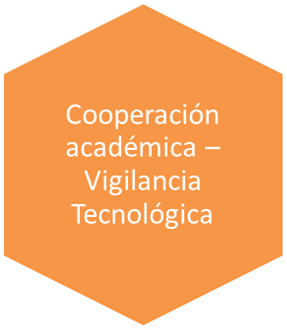 Cooperación
académica –
Vigilancia
Tecnológica